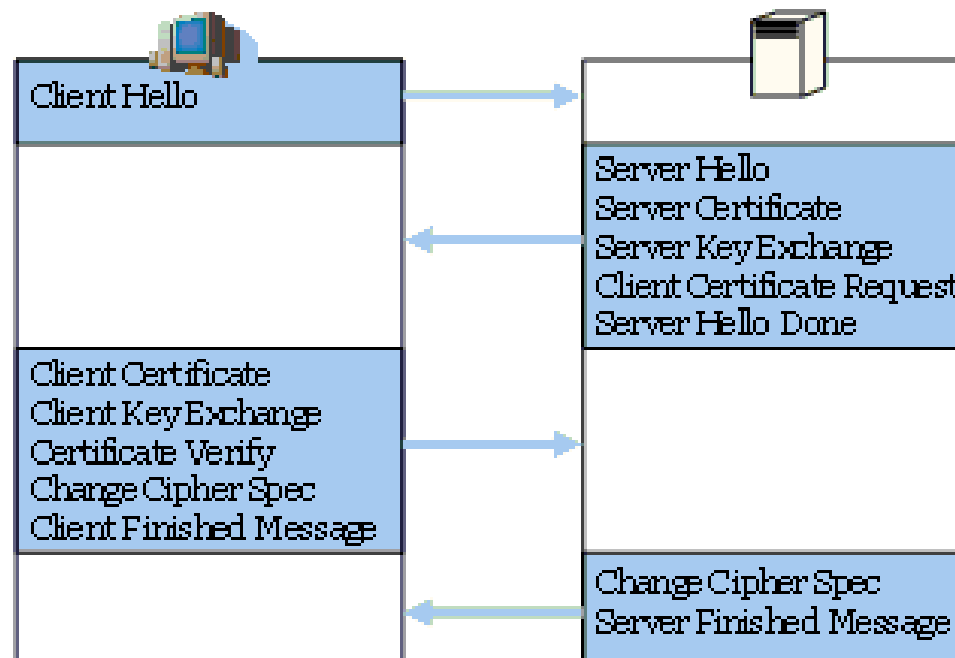 Client Hello
Server Hello
Server Certificate
Server Key Exchange
Client Certificate Request
Server Hello Done
Client Certificate
Client Key Exchange
Certificate Verify
Change Cipher Spec
Client Finished Message
Change Cipher Spec
Server Finished Message